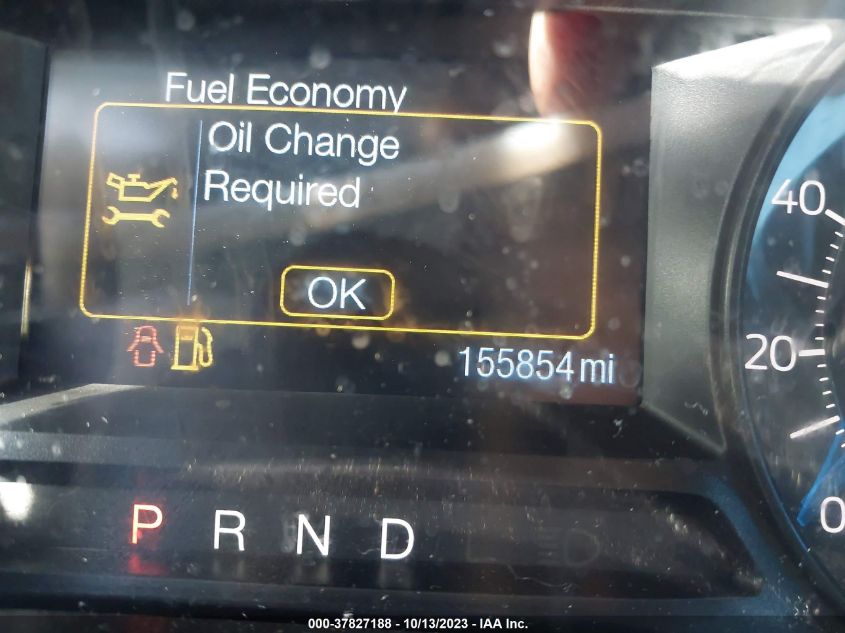 Fuel Economy
Oil Change
Required
OK
155854 mi
40
20
0
P R N D
000-37827188 - 10/13/2023 - IAA Inc.